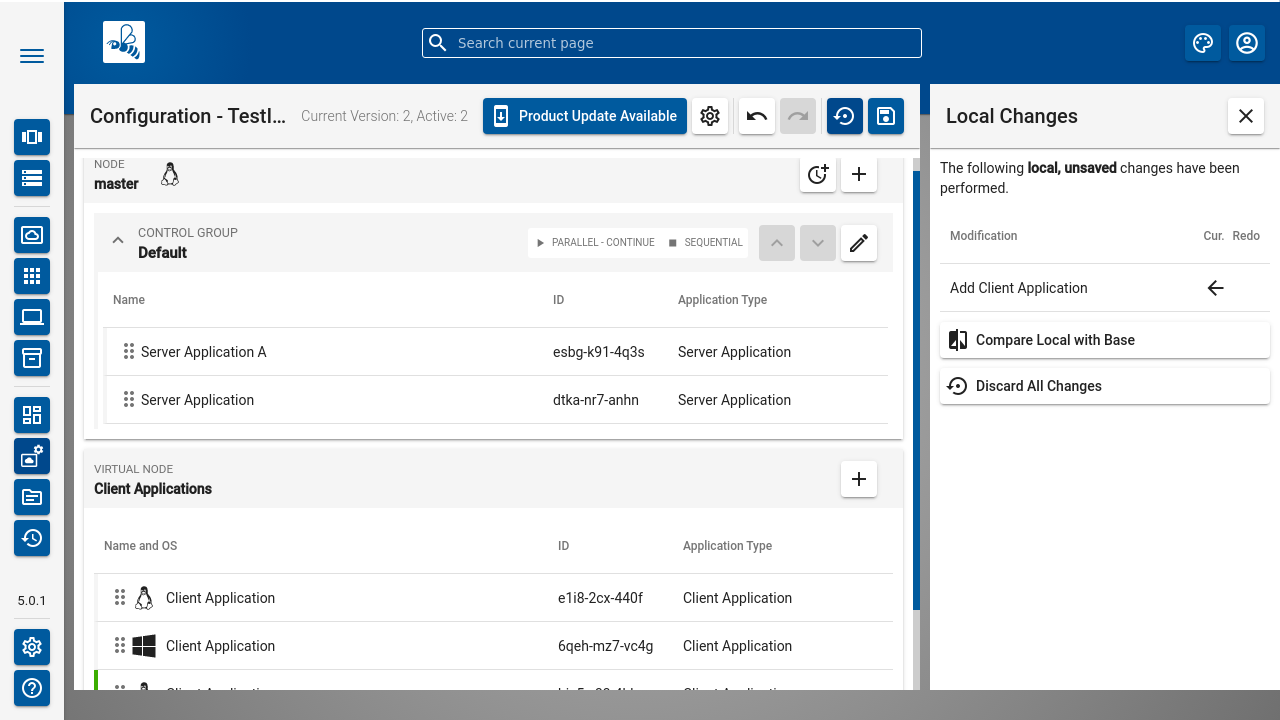 Search current page
Configuration - Testl...
Current Version: 2, Active: 2
Product Update Available
Local Changes
The following local, unsaved changes have been
performed.
Modification Cur. Redo
Add Client Application
Compare Local with Base
Discard All Changes
NODE
master
CONTROL GROUP
Default
PARALLEL - CONTINUE SEQUENTIAL
Name ID Application Type
Server Application A esbg-k91-4q3s Server Application
Server Application dtka-nr7-anhn Server Application
VIRTUAL NODE
Client Applications
Name and OS ID Application Type
Client Application e1i8-2cx-440f Client Application
Client Application 6qeh-mz7-vc4g Client Application
Client Application Client Application
5.0.1